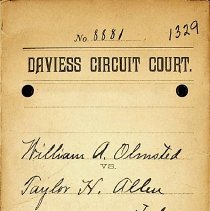 No. 8881 1329
DAVIESS CIRCUIT COURT.
William A. Olmsted
VS.
Taylor H. Allen